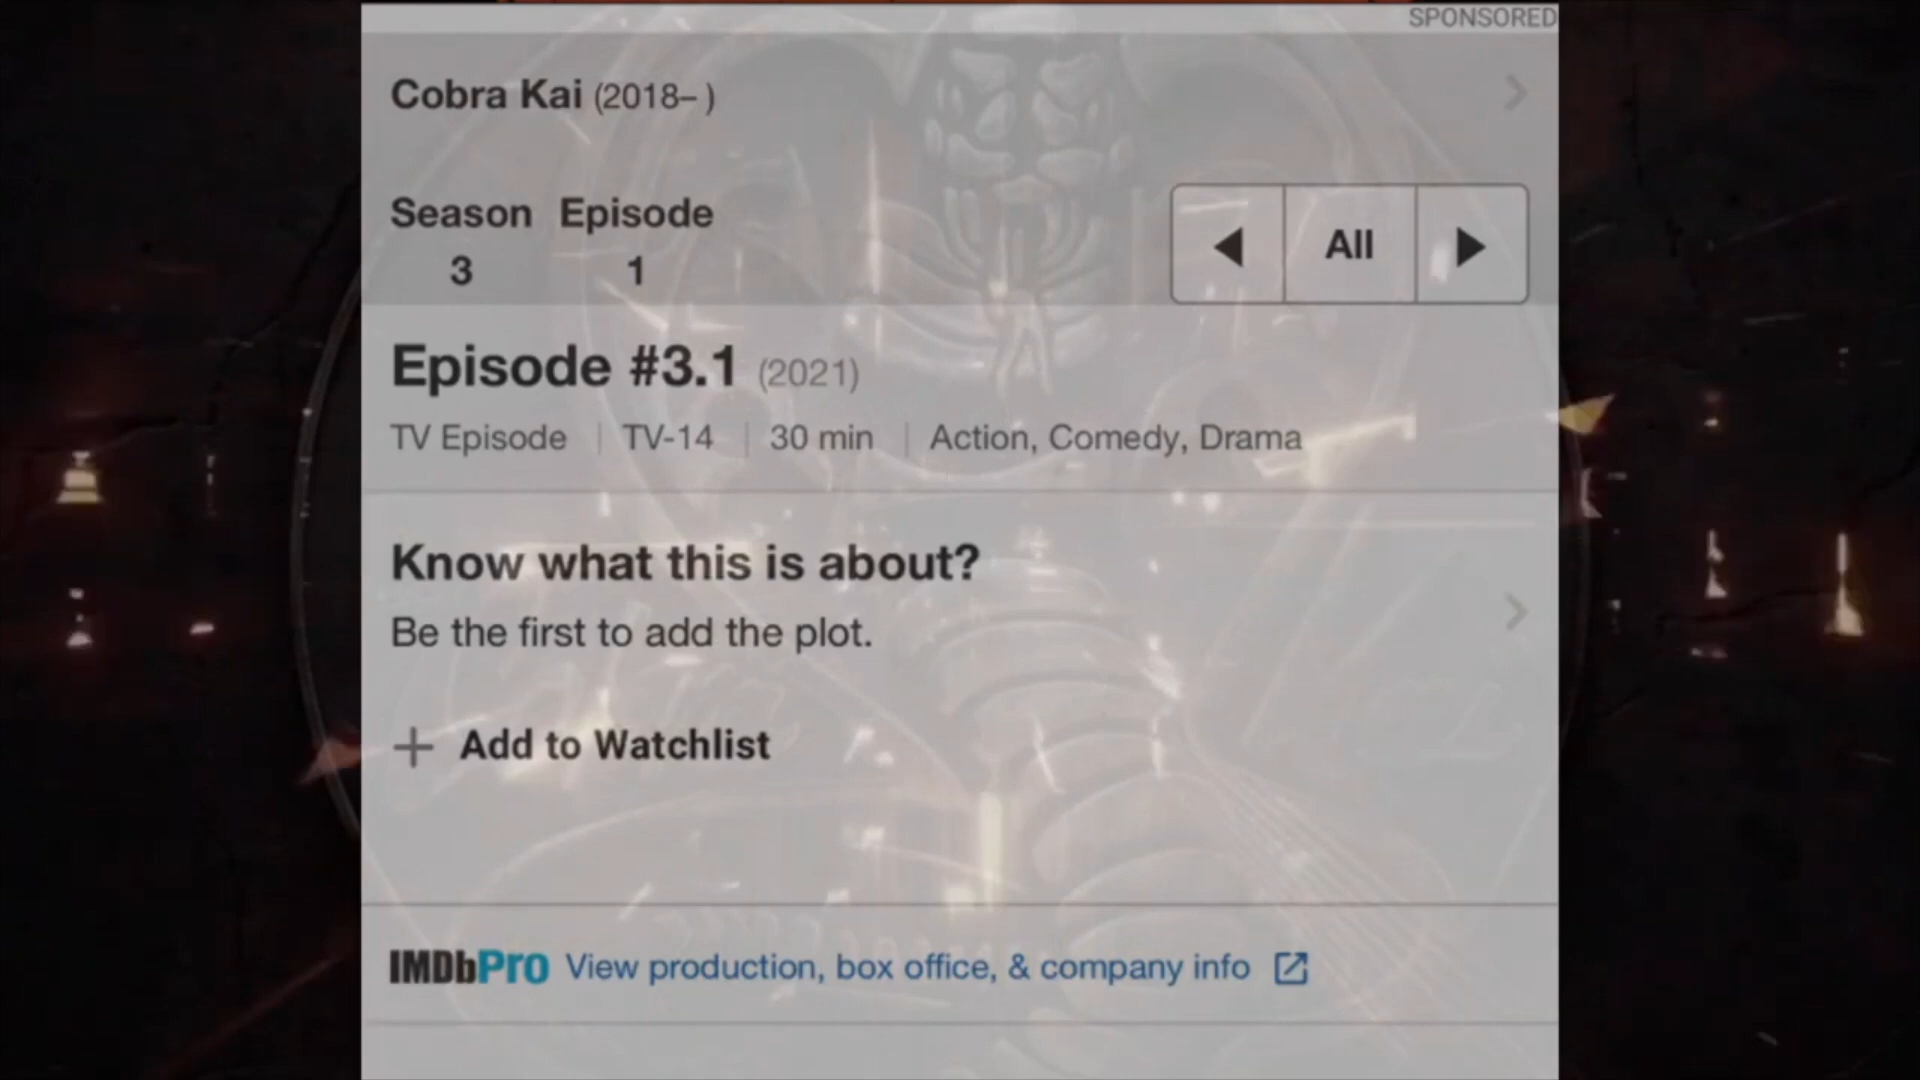 SPONSORED
Cobra Kai (2018– )
Season Episode
3 1
All
Episode #3.1 (2021)
TV Episode | TV-14 | 30 min | Action, Comedy, Drama
Know what this is about?
Be the first to add the plot.
+ Add to Watchlist
IMDbPro View production, box office, & company info